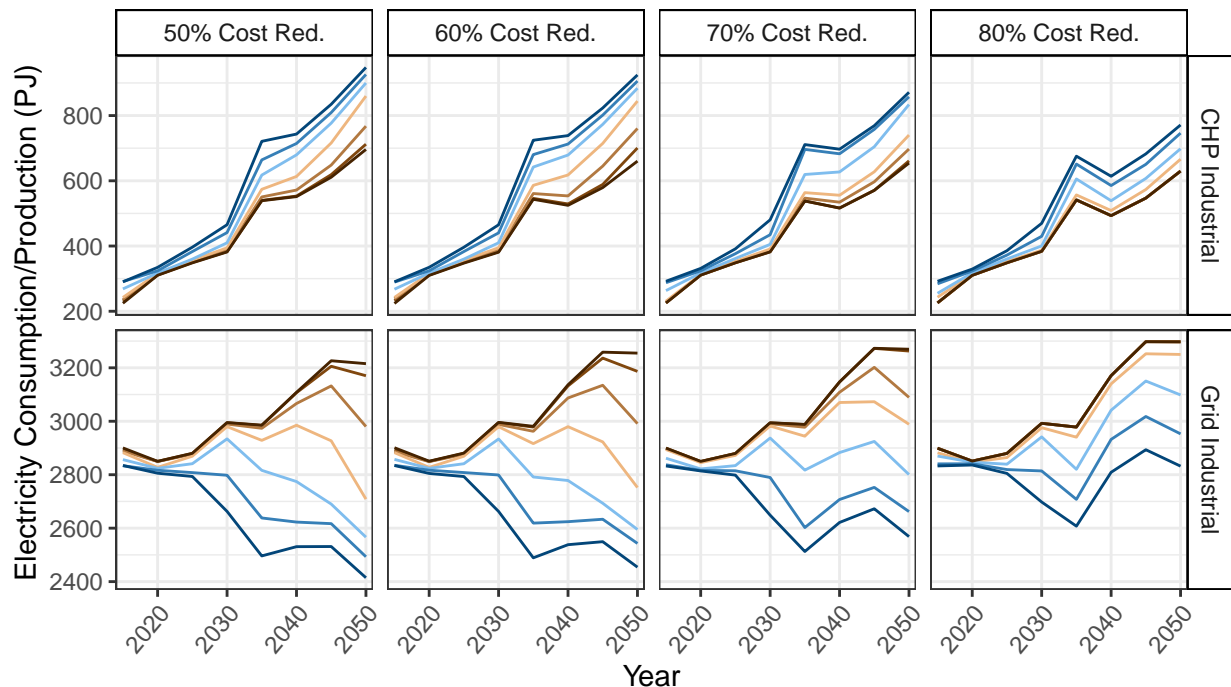 50% Cost Red.
60% Cost Red.
70% Cost Red.
80% Cost Red.
Electricity Consumption/Production (PJ)
800
600
400
200
CHP Industrial
3200
3000
2800
2600
2400
Grid Industrial
2020 2030 2040 2050
2020 2030 2040 2050
2020 2030 2040 2050
2020 2030 2040 2050
Year